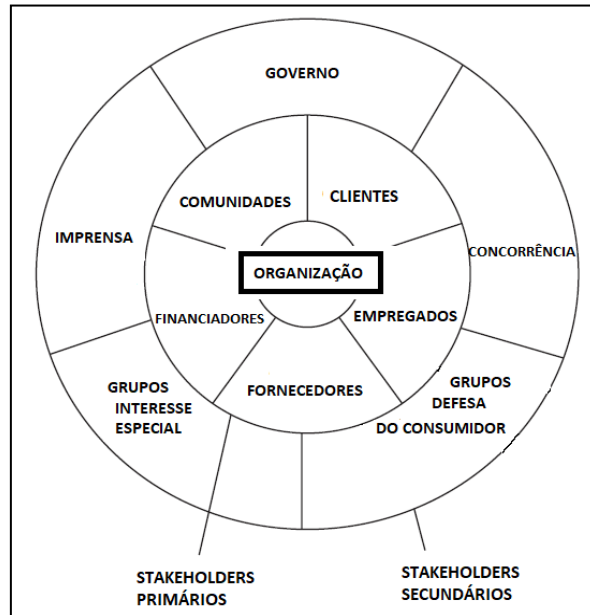 GOVERNO
COMUNIDADES
CLIENTES
IMPRENSA
CONCORRÊNCIA
ORGANIZAÇÃO
FINANCIADORES
EMPREGADOS
GRUPOS
INTERESSE
ESPECIAL
FORNECEDORES
GRUPOS
DEFESA
DO CONSUMIDOR
STAKEHOLDERS
PRIMÁRIOS
STAKEHOLDERS
SECUNDÁRIOS